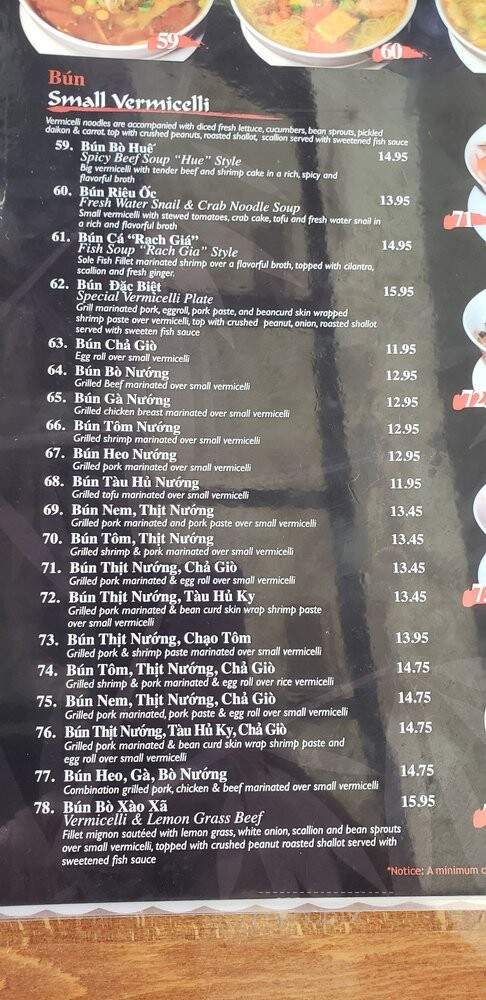 59
60
Bún
Small Vermicelli
Vermicelli noodles are accompanied with diced fresh lettuce, cucumbers, bean sprouts, pickled
daikon & carrot, top with crushed peanuts, roasted shallot, scallion served with sweetened fish sauce
59. Bún Bò Huế 14.95
Spicy Beef Soup "Hue" Style
Big vermicelli with tender beef and shrimp cake in a rich, spicy and
flavorful broth
60. Bún Riêu Ốc 13.95
Fresh Water Snail & Crab Noodle Soup
Small vermicelli with stewed tomatoes, crab cake, tofu and fresh water snail in
a rich and flavorful broth
61. Bún Cá "Rạch Giá" 14.95
Fish Soup "Rach Gia" Style
Sole Fish Fillet marinated shrimp over a flavorful broth, topped with cilantro,
scallion and fresh ginger.
62. Bún Đặc Biệt 15.95
Special Vermicelli Plate
Grill marinated pork, eggroll, pork paste, and beancurd skin wrapped
shrimp paste over vermicelli, top with crushed peanut, onion, roasted shallot
served with sweeten fish sauce
63. Bún Chả Giò 11.95
Egg roll over small vermicelli
64. Bún Bò Nướng 12.95
Grilled Beef marinated over small vermicelli
65. Bún Gà Nướng 12.95
Grilled chicken breast marinated over small vermicelli
66. Bún Tôm Nướng 12.95
Grilled shrimp marinated over small vermicelli
67. Bún Heo Nướng 12.95
Grilled pork marinated over small vermicelli
68. Bún Tàu Hủ Nướng 11.95
Grilled tofu marinated over small vermicelli
69. Bún Nem, Thịt Nướng 13.45
Grilled pork marinated and pork paste over small vermicelli
70. Bún Tôm, Thịt Nướng 13.45
Grilled shrimp & pork marinated over small vermicelli
71. Bún Thịt Nướng, Chả Giò 13.45
Grilled pork marinated & egg roll over small vermicelli
72. Bún Thịt Nướng, Tàu Hủ Ky 13.45
Grilled pork marinated & bean curd skin wrap shrimp paste
over small vermicelli
73. Bún Thịt Nướng, Chạo Tôm 13.95
Grilled pork & shrimp paste marinated over small vermicelli
74. Bún Tôm, Thịt Nướng, Chả Giò 14.75
Grilled shrimp & pork marinated & egg roll over rice vermicelli
75. Bún Nem, Thịt Nướng, Chả Giò 14.75
Grilled pork marinated, pork paste & egg roll over small vermicelli
76. Bún Thịt Nướng, Tàu Hủ Ky, Chả Giò 14.75
Grilled pork marinated & bean curd skin wrap shrimp paste and
egg roll over small vermicelli
77. Bún Heo, Gà, Bò Nướng 14.75
Combination grilled pork, chicken & beef marinated over small vermicelli
78. Bún Bò Xào Xã 15.95
Vermicelli & Lemon Grass Beef
Fillet mignon sautéed with lemon grass, white onion, scallion and bean sprouts
over small vermicelli, topped with crushed peanut roasted shallot served with
sweetened fish sauce
71
72
*Notice: A minimum